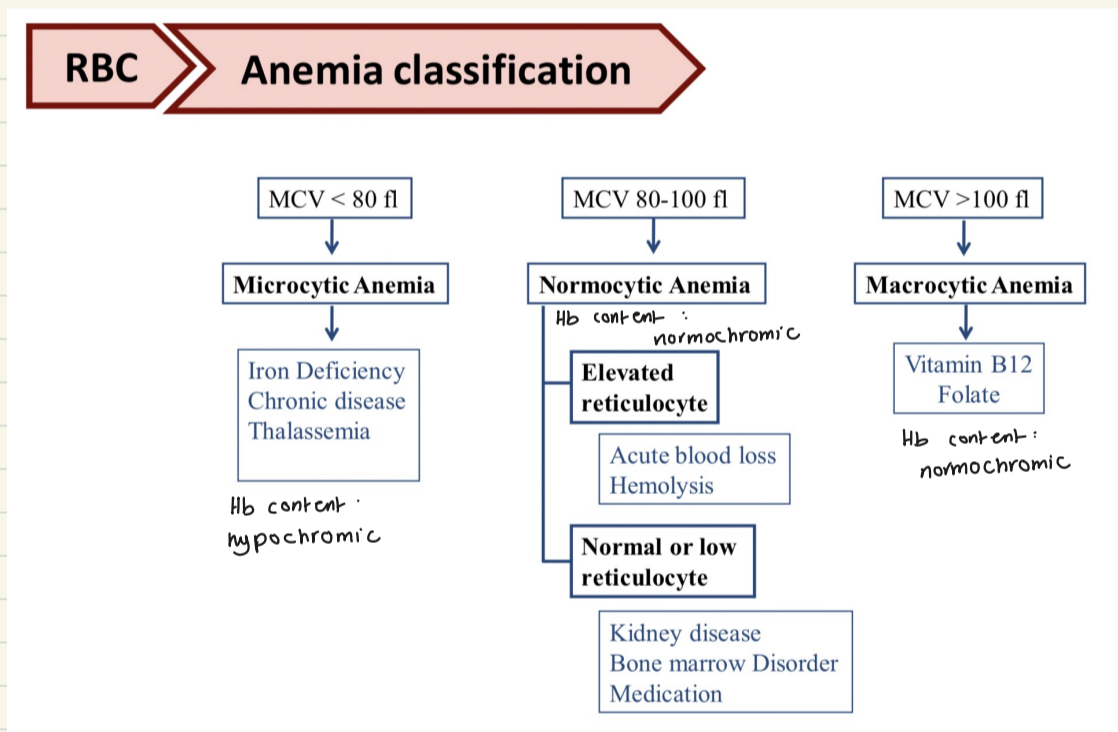 RBC
Anemia classification
MCV < 80 fl
Microcytic Anemia
Iron Deficiency
Chronic disease
Thalassemia
Hb content :
hypochromic
MCV 80-100 fl
Normocytic Anemia
Hb content :
normochromic
Elevated
reticulocyte
Acute blood loss
Hemolysis
Normal or low
reticulocyte
Kidney disease
Bone marrow Disorder
Medication
MCV >100 fl
Macrocytic Anemia
Vitamin B12
Folate
Hb content :
normochromic